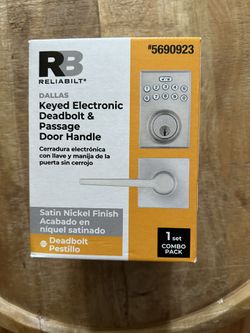 RB
RELIABILT®
#5690923
DALLAS
Keyed Electronic
Deadbolt &
Passage
Door Handle
Cerradura electrónica
con llave y manija de la
puerta sin cerrojo
Satin Nickel Finish
Acabado en
níquel satinado
Deadbolt
Pestillo
1 set
COMBO
PACK